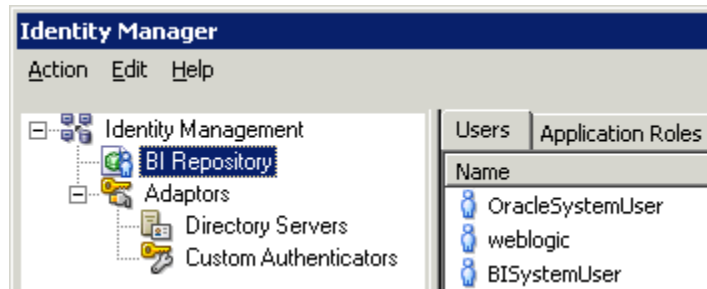 Identity Manager
Action Edit Help
Identity Management
BI Repository
Adaptors
Directory Servers
Custom Authenticators
Users Application Roles
Name
OracleSystemUser
weblogic
BISystemUser